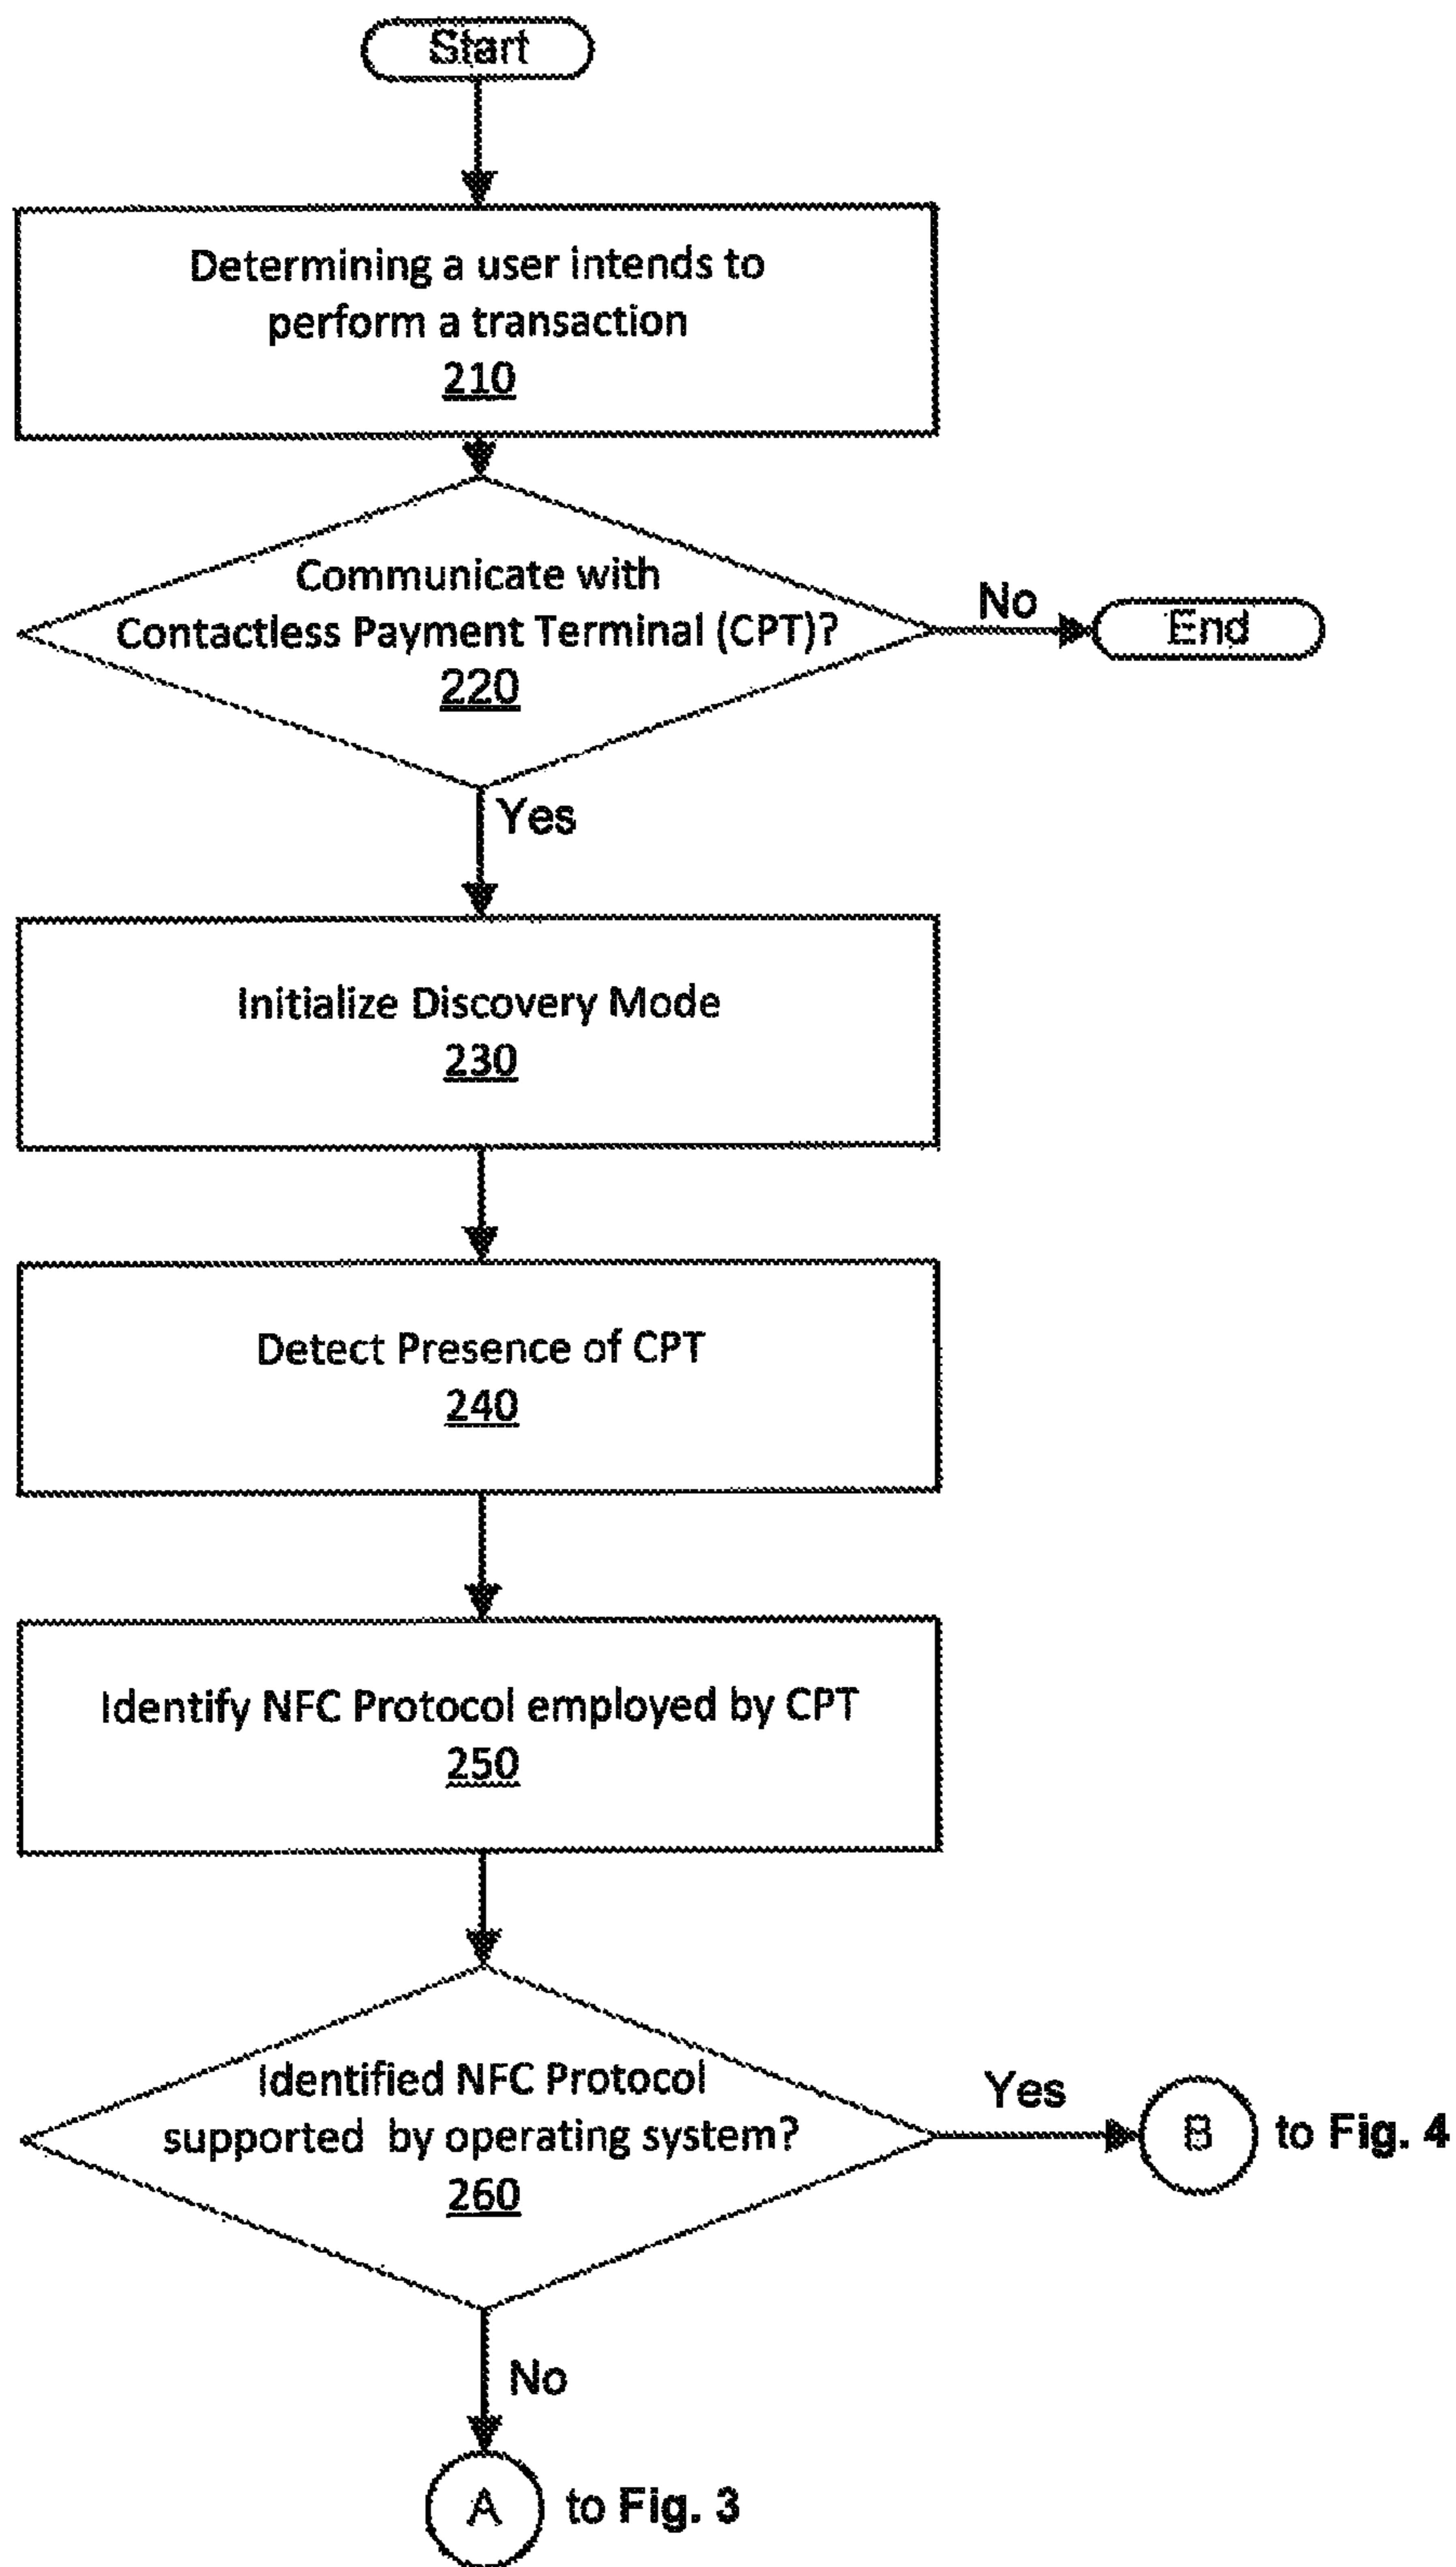 Start
Determining a user intends to
perform a transaction
210
Communicate with
Contactless Payment Terminal (CPT)?
220
No
End
Yes
Initialize Discovery Mode
230
Detect Presence of CPT
240
Identify NFC Protocol employed by CPT
250
Identified NFC Protocol
supported by operating system?
260
Yes
B
to Fig. 4
No
A
to Fig. 3